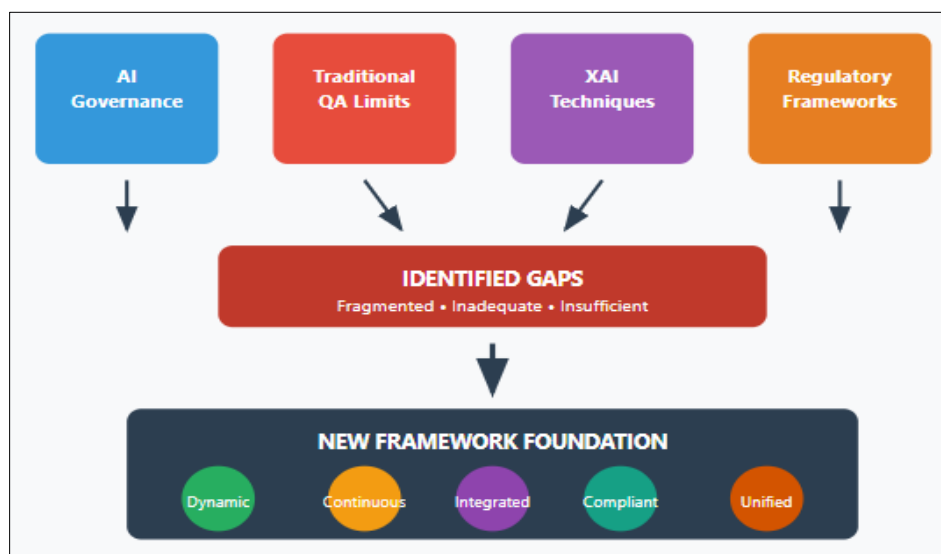 AI
Governance
Traditional
QA Limits
XAI
Techniques
Regulatory
Frameworks
IDENTIFIED GAPS
Fragmented • Inadequate • Insufficient
NEW FRAMEWORK FOUNDATION
Dynamic
Continuous
Integrated
Compliant
Unified